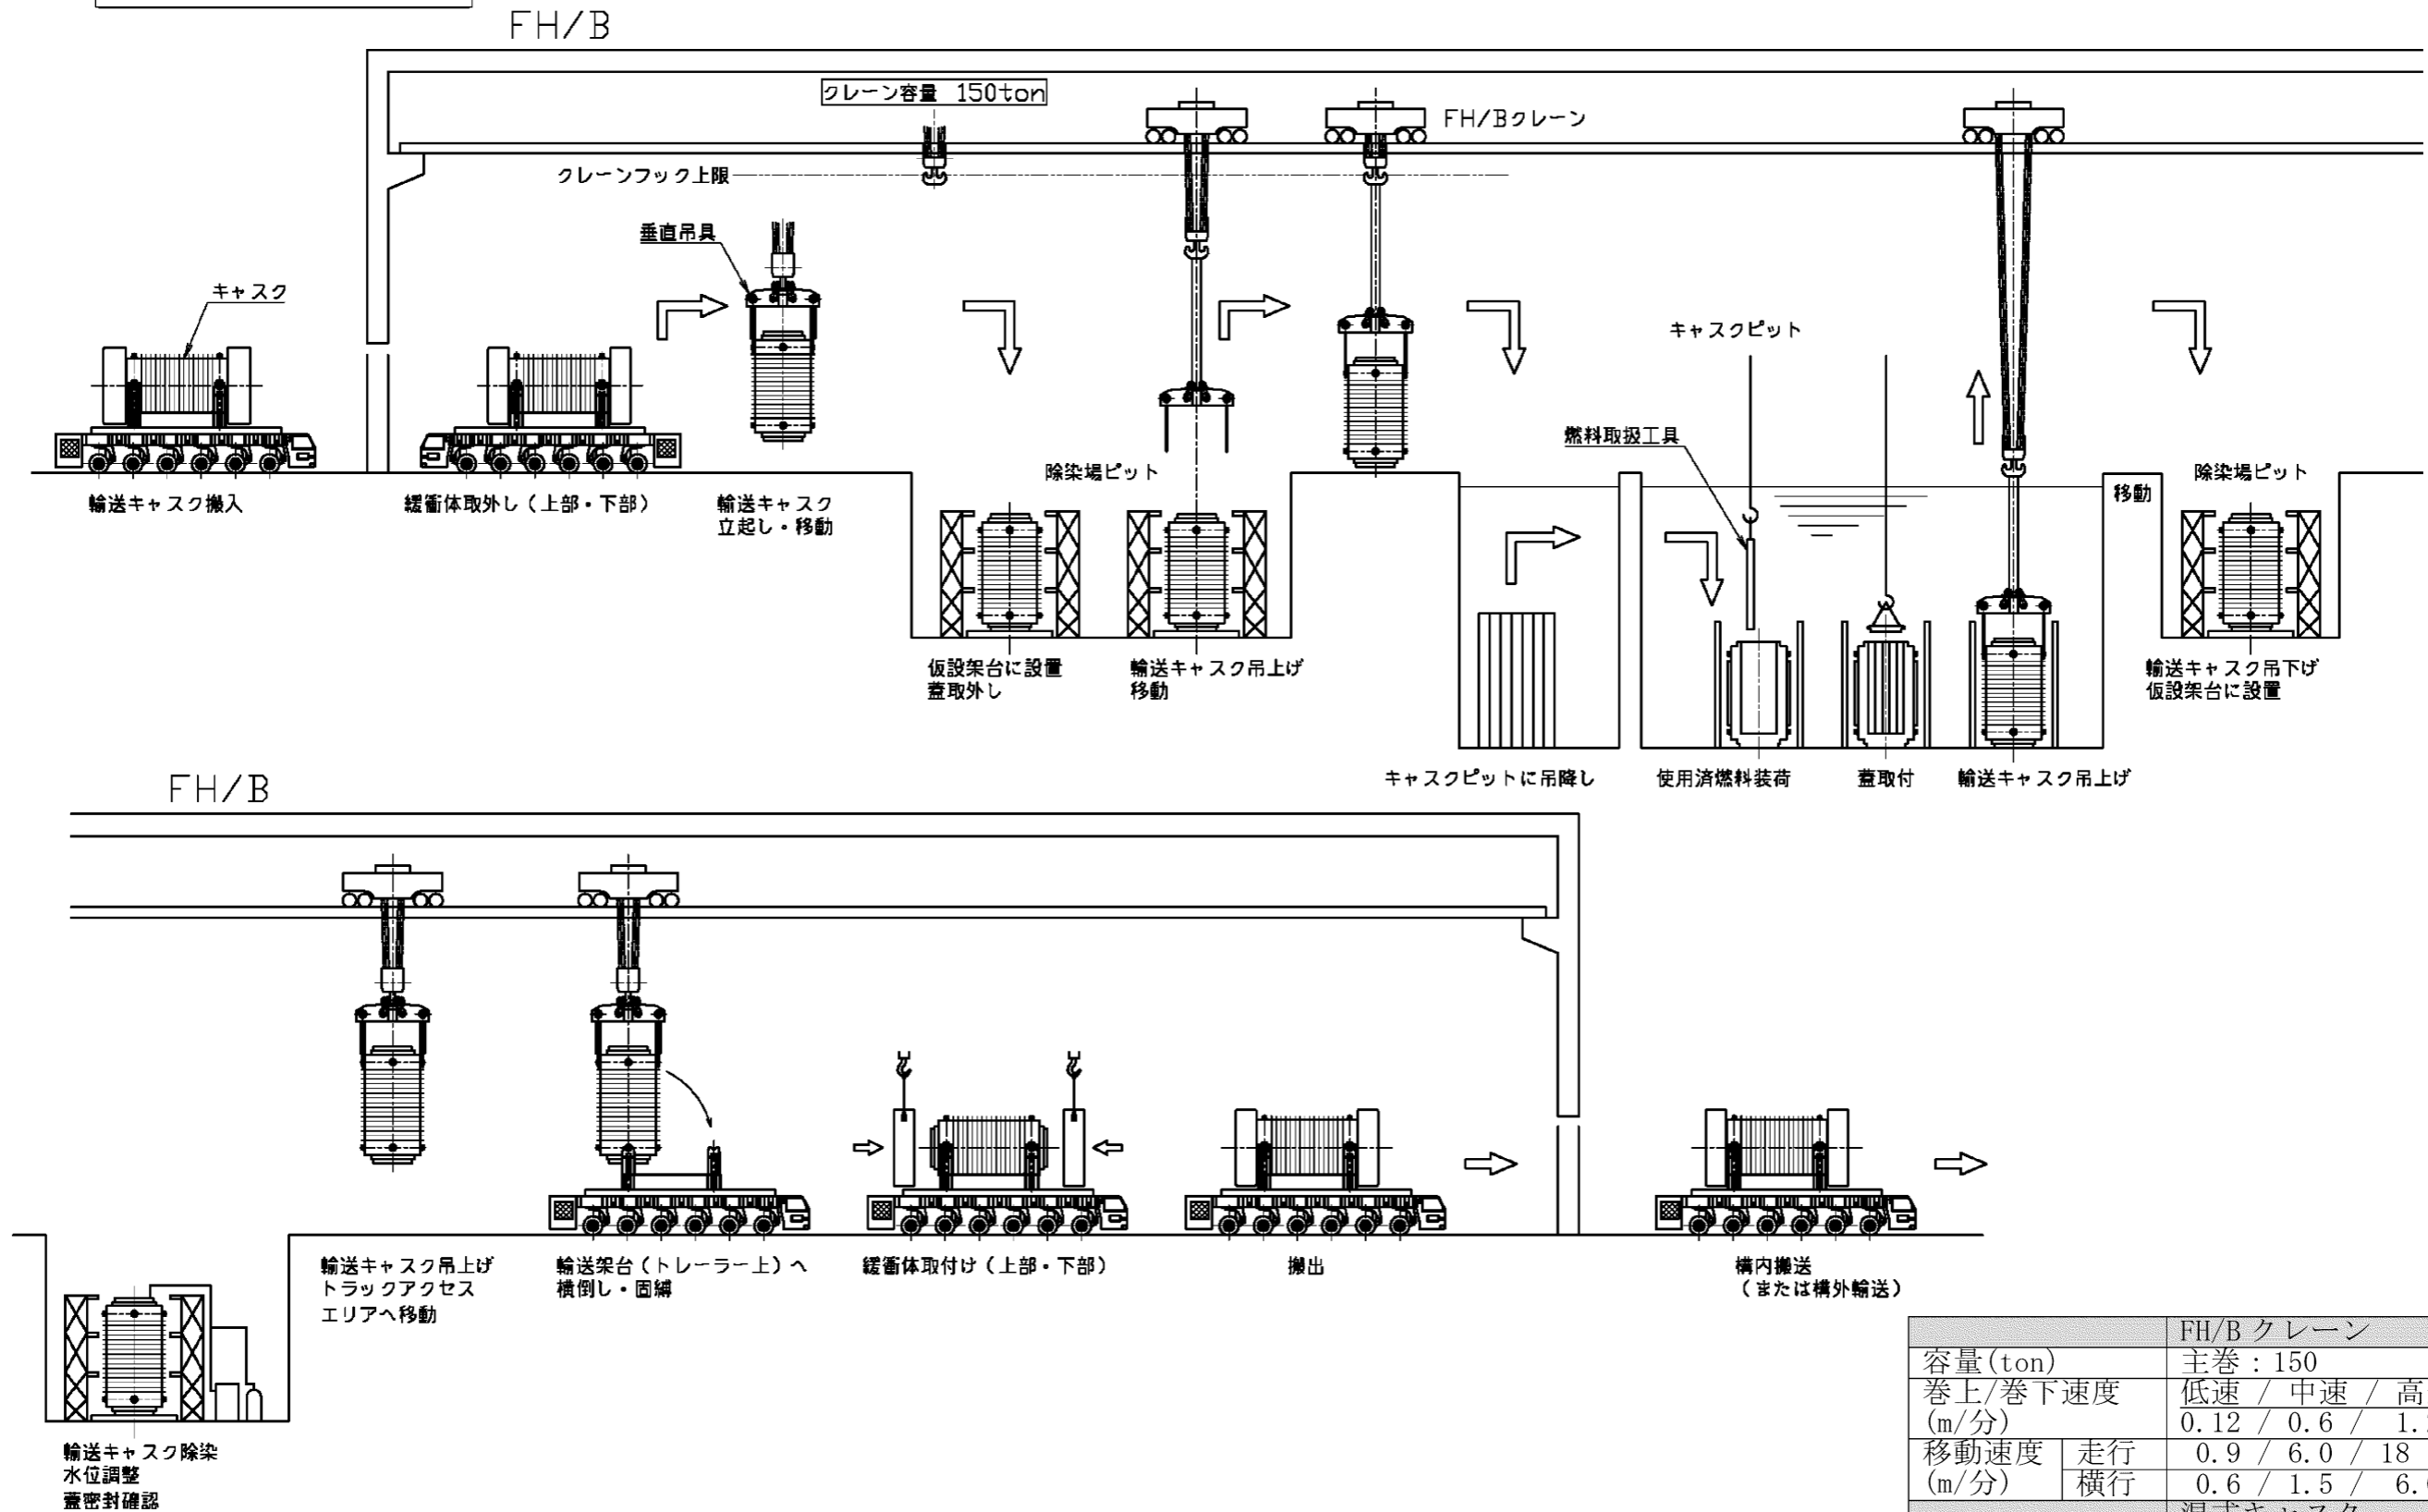 FH/B
クレーン容量 150ton
FH/Bクレーン
クレーンフック上限
垂直吊具
キャスク
キャスクピット
燃料取扱工具
除染場ピット
移動
除染場ピット
輸送キャスク搬入
緩衝体取外し(上部・下部)
輸送キャスク
立起し・移動
仮設架台に設置
蓋取外し
輸送キャスク吊上げ
移動
キャスクピットに吊降し
使用済燃料装荷
蓋取付
輸送キャスク吊上げ
輸送キャスク吊下げ
仮設架台に設置
FH/B
輸送キャスク除染
水位調整
蓋密封確認
輸送キャスク吊上げ
トラックアクセス
エリアへ移動
輸送架台(トレーラー上)へ
横倒し・固縛
緩衝体取付け(上部・下部)
搬出
構内搬送
(または構外輸送)
FH/B クレーン
容量(ton) 主巻：150
巻上/巻下速度 低速 / 中速 / 高
(m/分) 0.12 / 0.6 / 1.
移動速度 走行 0.9 / 6.0 / 18
(m/分) 横行 0.6 / 1.5 / 6.